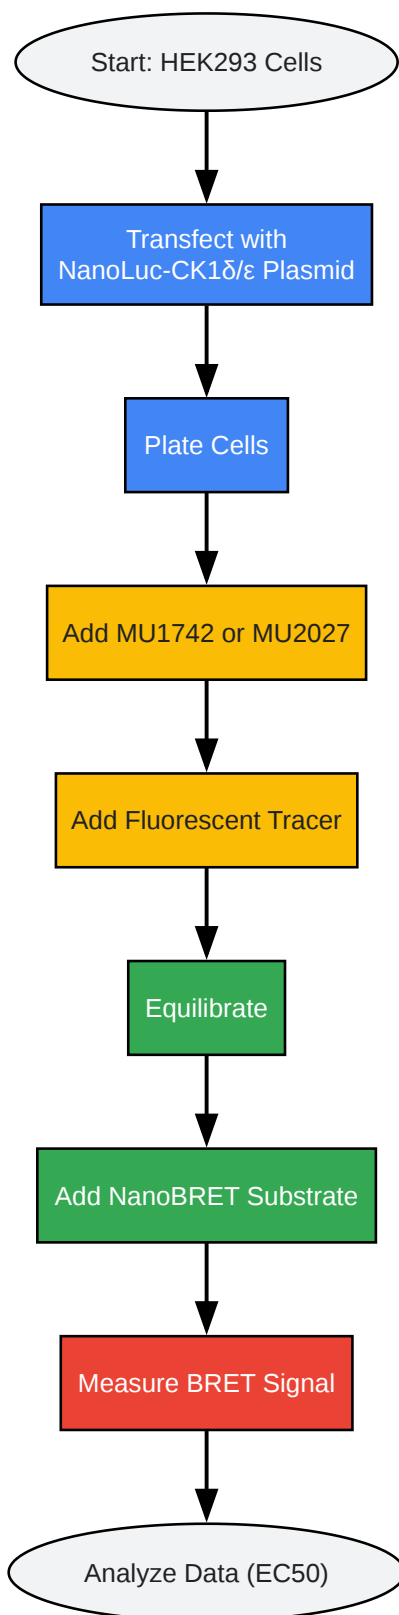 Start: HEK293 Cells
Transfect with
NanoLuc-CK1δ/ε Plasmid
Plate Cells
Add MU1742 or MU2027
Add Fluorescent Tracer
Equilibrate
Add NanoBRET Substrate
Measure BRET Signal
Analyze Data (EC50)